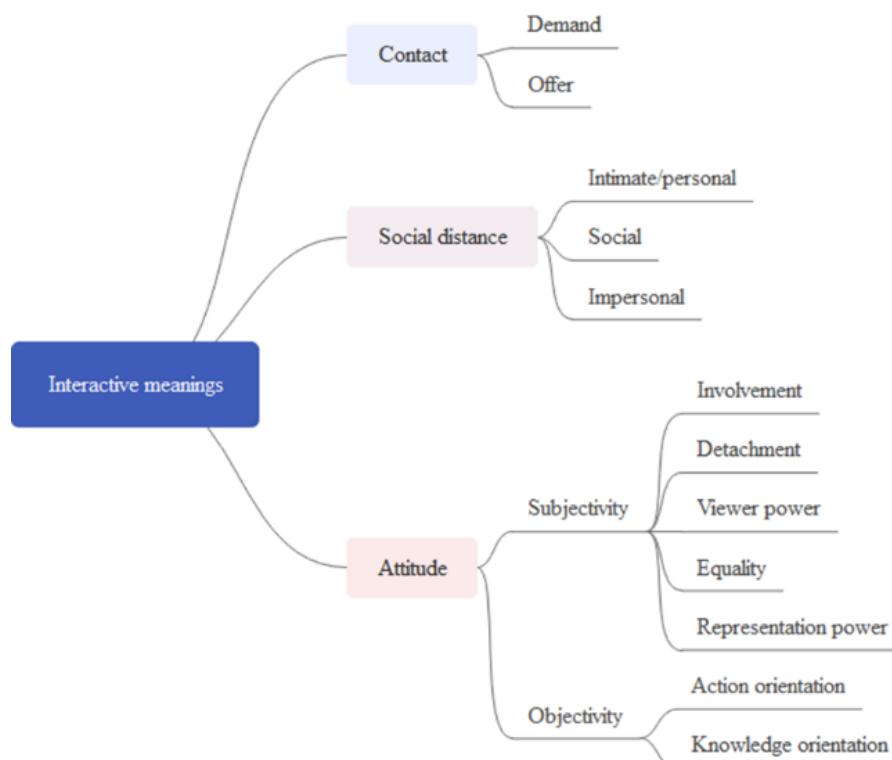 Demand
Contact
Offer
Intimate/personal
Social distance
Social
Impersonal
Interactive meanings
Involvement
Detachment
Subjectivity
Viewer power
Equality
Attitude
Representation power
Action orientation
Objectivity
Knowledge orientation